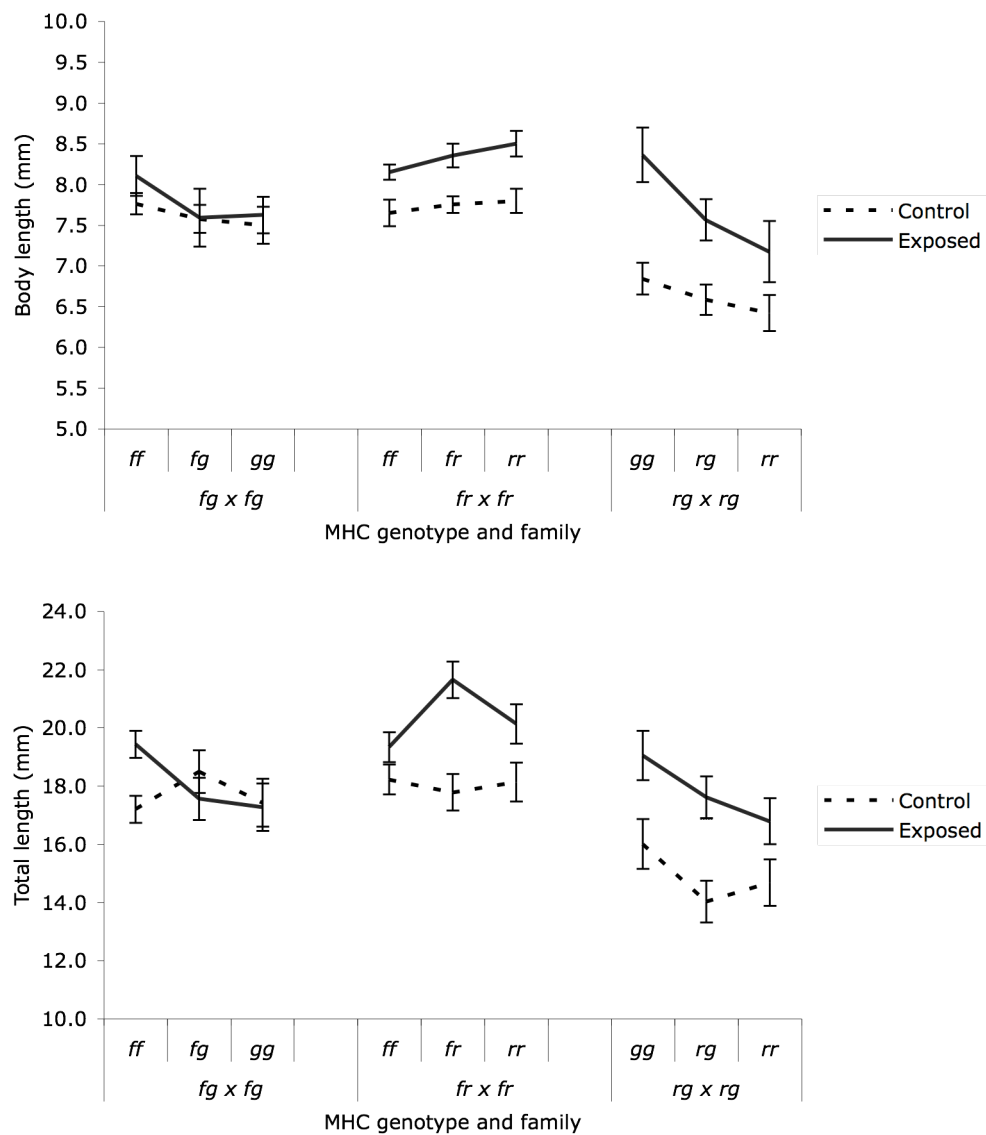 10.0
9.5
9.0
8.5
8.0
7.5
7.0
6.5
6.0
5.5
5.0
Body length (mm)
Control
Exposed
ff fg gg ff fr rr gg rg rr
fg x fg fr x fr rg x rg
MHC genotype and family
24.0
22.0
20.0
18.0
16.0
14.0
12.0
10.0
Total length (mm)
Control
Exposed
ff fg gg ff fr rr gg rg rr
fg x fg fr x fr rg x rg
MHC genotype and family